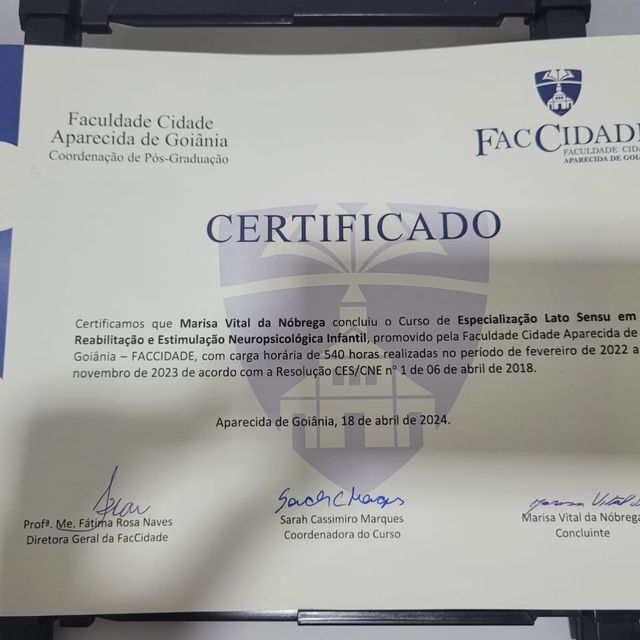 Faculdade Cidade
Aparecida de Goiânia
Coordenação de Pós-Graduação
FACCIDADE
FACULDADE CIDA
APARECIDA DE GOI
CERTIFICADO
Certificamos que Marisa Vital da Nóbrega concluiu o Curso de Especialização Lato Sensu em
Reabilitação e Estimulação Neuropsicológica Infantil, promovido pela Faculdade Cidade Aparecida de
Goiânia – FACCIDADE, com carga horária de 540 horas realizadas no período de fevereiro de 2022 a
novembro de 2023 de acordo com a Resolução CES/CNE nº 1 de 06 de abril de 2018.
Aparecida de Goiânia, 18 de abril de 2024.
Sarah C Marques
Profª. Me. Fátima Rosa Naves
Diretora Geral da FacCidade
Sarah Cassimiro Marques
Coordenadora do Curso
Marisa Vital da Nóbrega
Concluinte